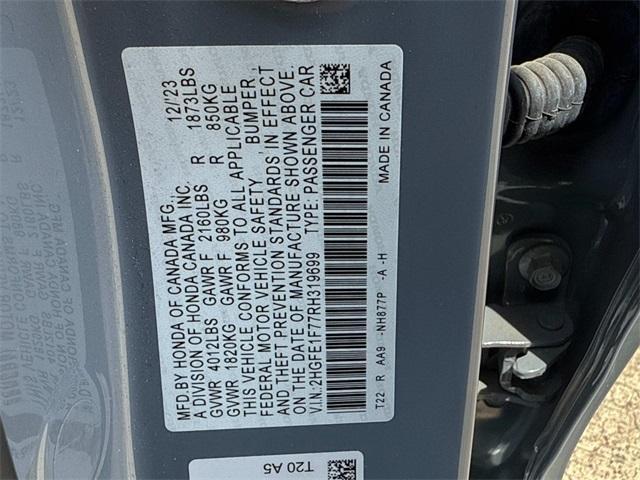 MFD.BY HONDA OF CANADA MFG. 12/23
A DIVISION OF HONDA CANADA INC.
GVWR 4012LBS GAWR F 2160LBS R 1873LBS
GVWR 1820KG GAWR F 980KG R 850KG
THIS VEHICLE CONFORMS TO ALL APPLICABLE
FEDERAL MOTOR VEHICLE SAFETY, BUMPER,
AND THEFT PREVENTION STANDARDS IN EFFECT
ON THE DATE OF MANUFACTURE SHOWN ABOVE.
V.I.N.:2HGFE1F77RH319699 TYPE: PASSENGER CAR
T22 R AA9 -NH877P -A -H MADE IN CANADA
T20 A5